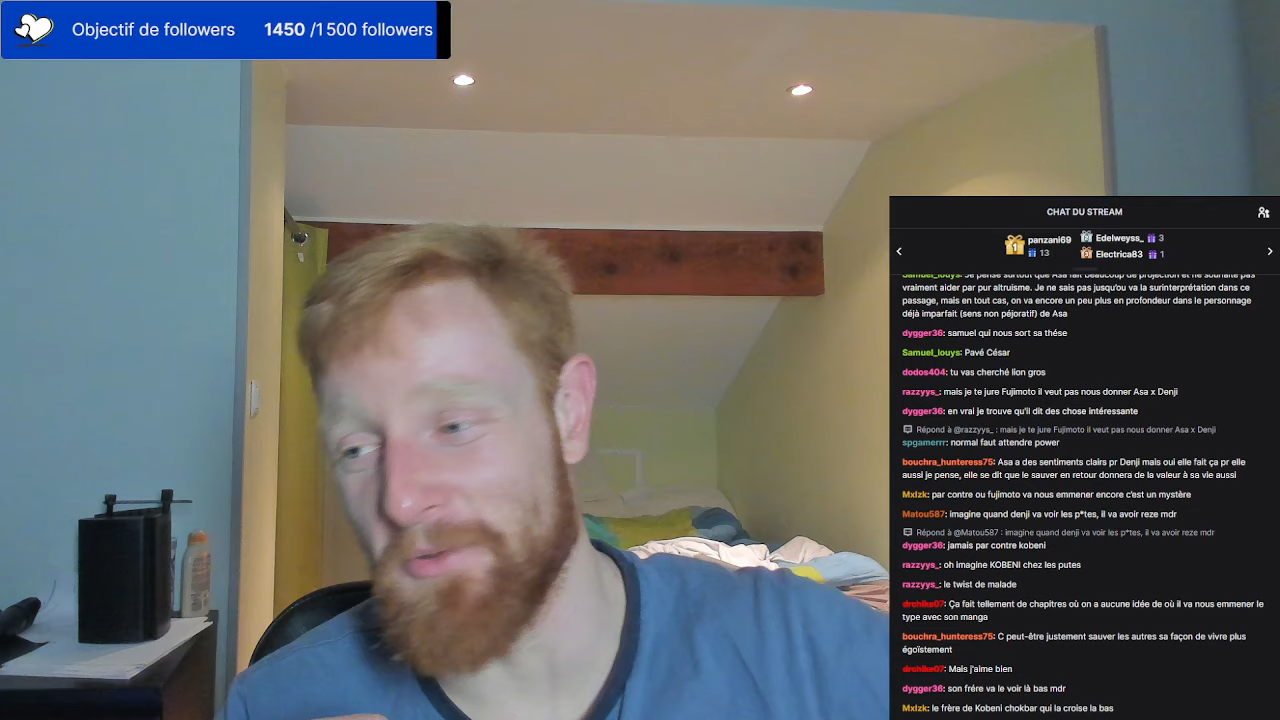 Objectif de followers 1450 /1 500 followers
CHAT DU STREAM
panzani69
13
Edelweyss_ 3
Electrica83 1
Samuel_louys: Je pense surtout que Asa fait beaucoup de projection et ne souhaite pas
vraiment aider par pur altruisme. Je ne sais pas jusqu'ou va la surinterprétation dans ce
passage, mais en tout cas, on va encore un peu plus en profondeur dans le personnage
déjà imparfait (sens non péjoratif) de Asa
dygger36: samuel qui nous sort sa thése
Samuel_louys: Pavé César
dodos404: tu vas cherché lion gros
razzyys_: mais je te jure Fujimoto il veut pas nous donner Asa x Denji
dygger36: en vrai je trouve qu'il dit des chose intéressante
Répond à @razzyys_ : mais je te jure Fujimoto il veut pas nous donner Asa x Denji
spgamerrr: normal faut attendre power
bouchra_hunteress75: Asa a des sentiments clairs pr Denji mais oui elle fait ça pr elle
aussi je pense, elle se dit que le sauver en retour donnera de la valeur à sa vie aussi
Mxlzk: par contre ou fujimoto va nous emmener encore c'est un mystère
Matou587: imagine quand denji va voir les p*tes, il va avoir reze mdr
Répond à @Matou587 : imagine quand denji va voir les p*tes, il va avoir reze mdr
dygger36: jamais par contre kobeni
razzyys_: oh imagine KOBENI chez les putes
razzyys_: le twist de malade
drchike07: Ça fait tellement de chapitres où on a aucune idée de où il va nous emmener le
type avec son manga
bouchra_hunteress75: C peut-être justement sauver les autres sa façon de vivre plus
égoïstement
drchike07: Mais j'aime bien
dygger36: son frére va le voir là bas mdr
Mxlzk: le frère de Kobeni chokbar qui la croise la bas